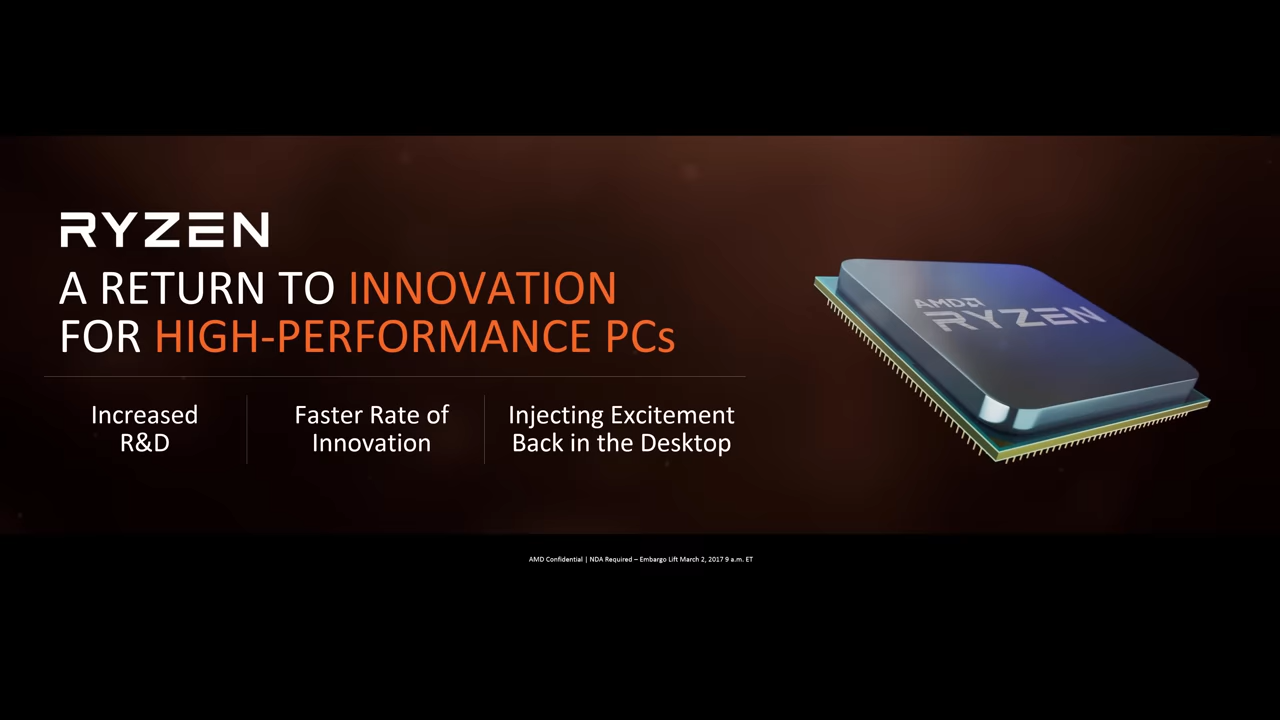 RYZEN
A RETURN TO INNOVATION
FOR HIGH-PERFORMANCE PCs
Increased
R&D
Faster Rate of
Innovation
Injecting Excitement
Back in the Desktop
AMD
RYZEN
AMD Confidential | NDA Required – Embargo Lift March 2, 2017 9 a.m. ET